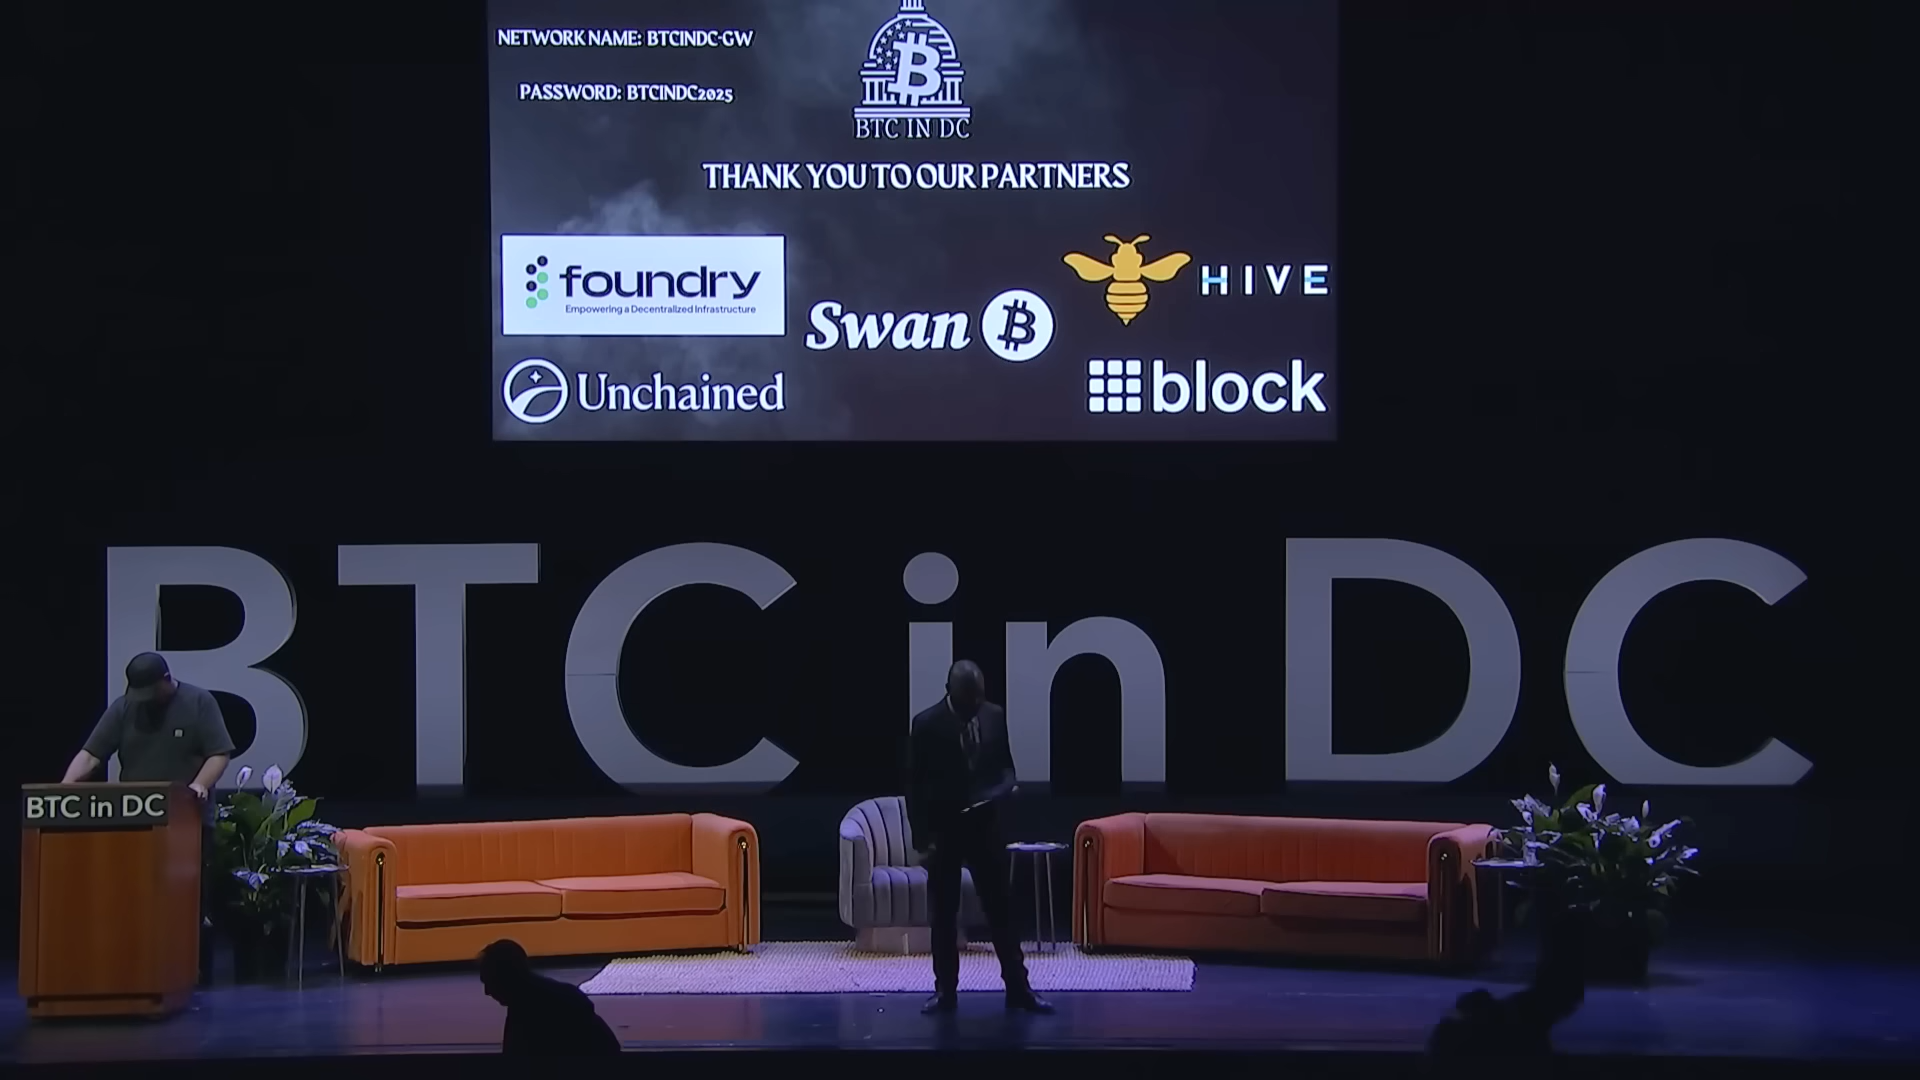 NETWORK NAME: BTCINDC-GW
PASSWORD: BTCINDC2025
BTC IN DC
THANK YOU TO OUR PARTNERS
foundry
Empowering a Decentralized Infrastructure
Swan
HIVE
Unchained
block
BTC in DC
BTC in DC